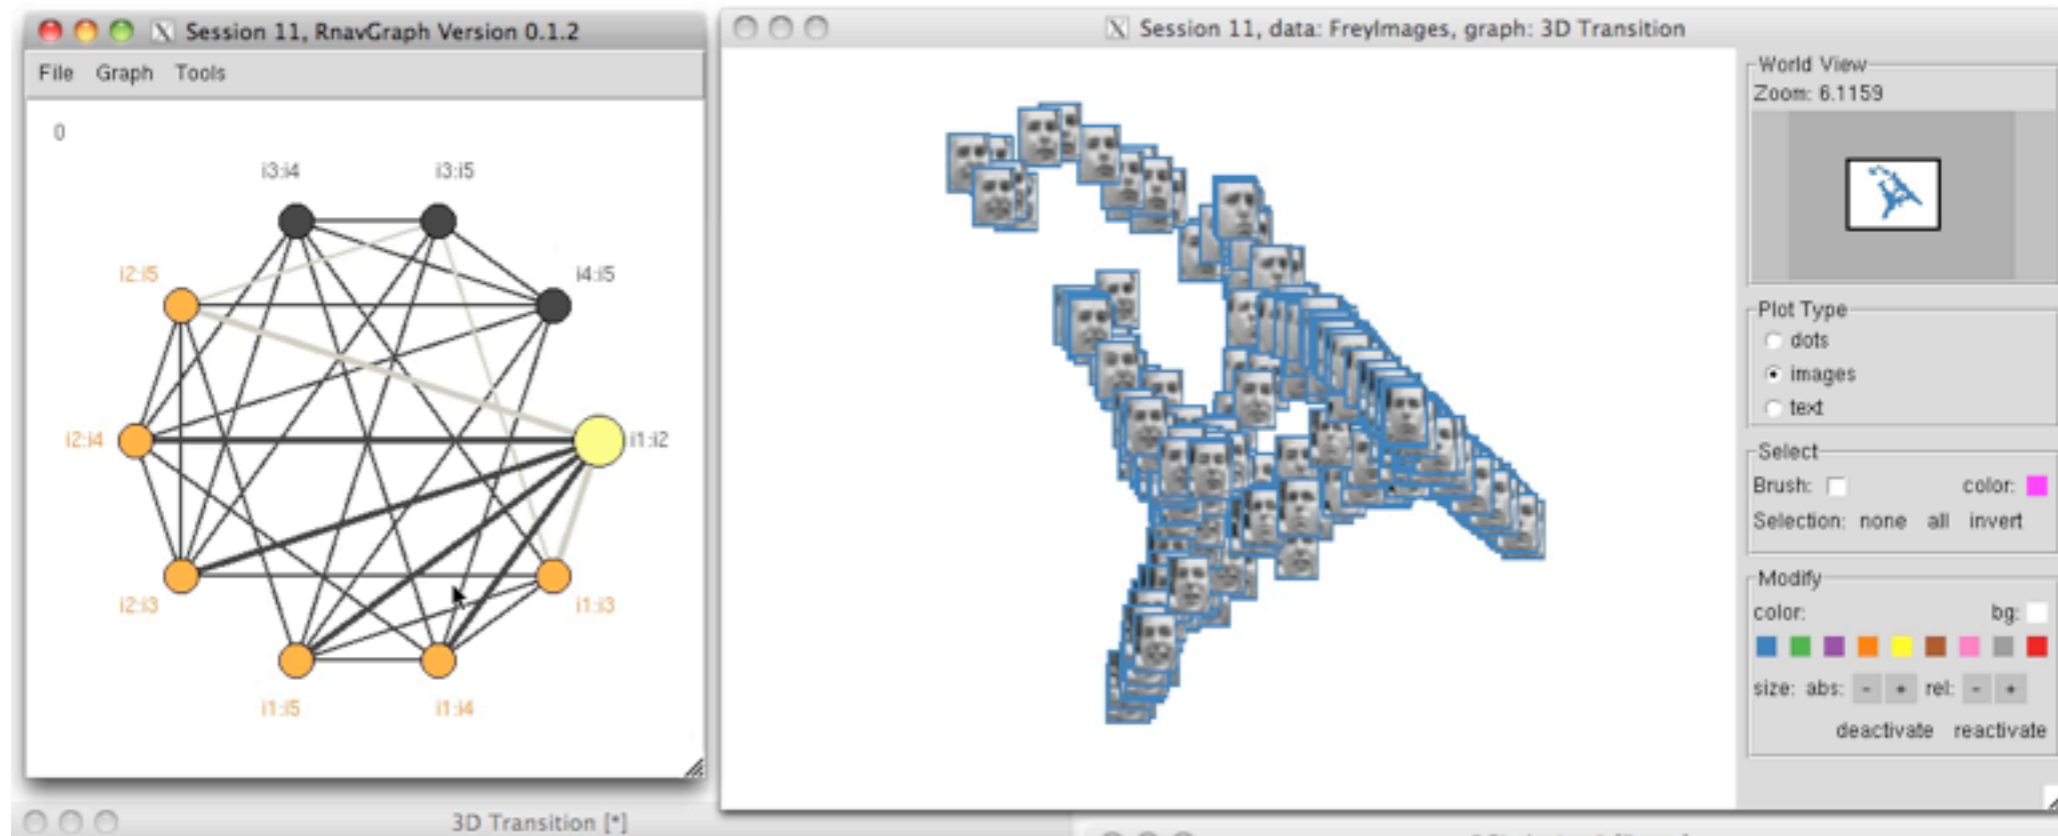 Session 11, RnavGraph Version 0.1.2
File Graph Tools
0
i3:i4 i3:i5
i2:i5 i4:i5
i2:i4 i1:i2
i2:i3 i1:i3
i1:i5 i1:i4
3D Transition [*]
Session 11, data: FreyImages, graph: 3D Transition
World View
Zoom: 6.1159
Plot Type
dots
images
text
Select
Brush: color:
Selection: none all invert
Modify
color: bg:
size: abs: - + rel: - +
deactivate reactivate